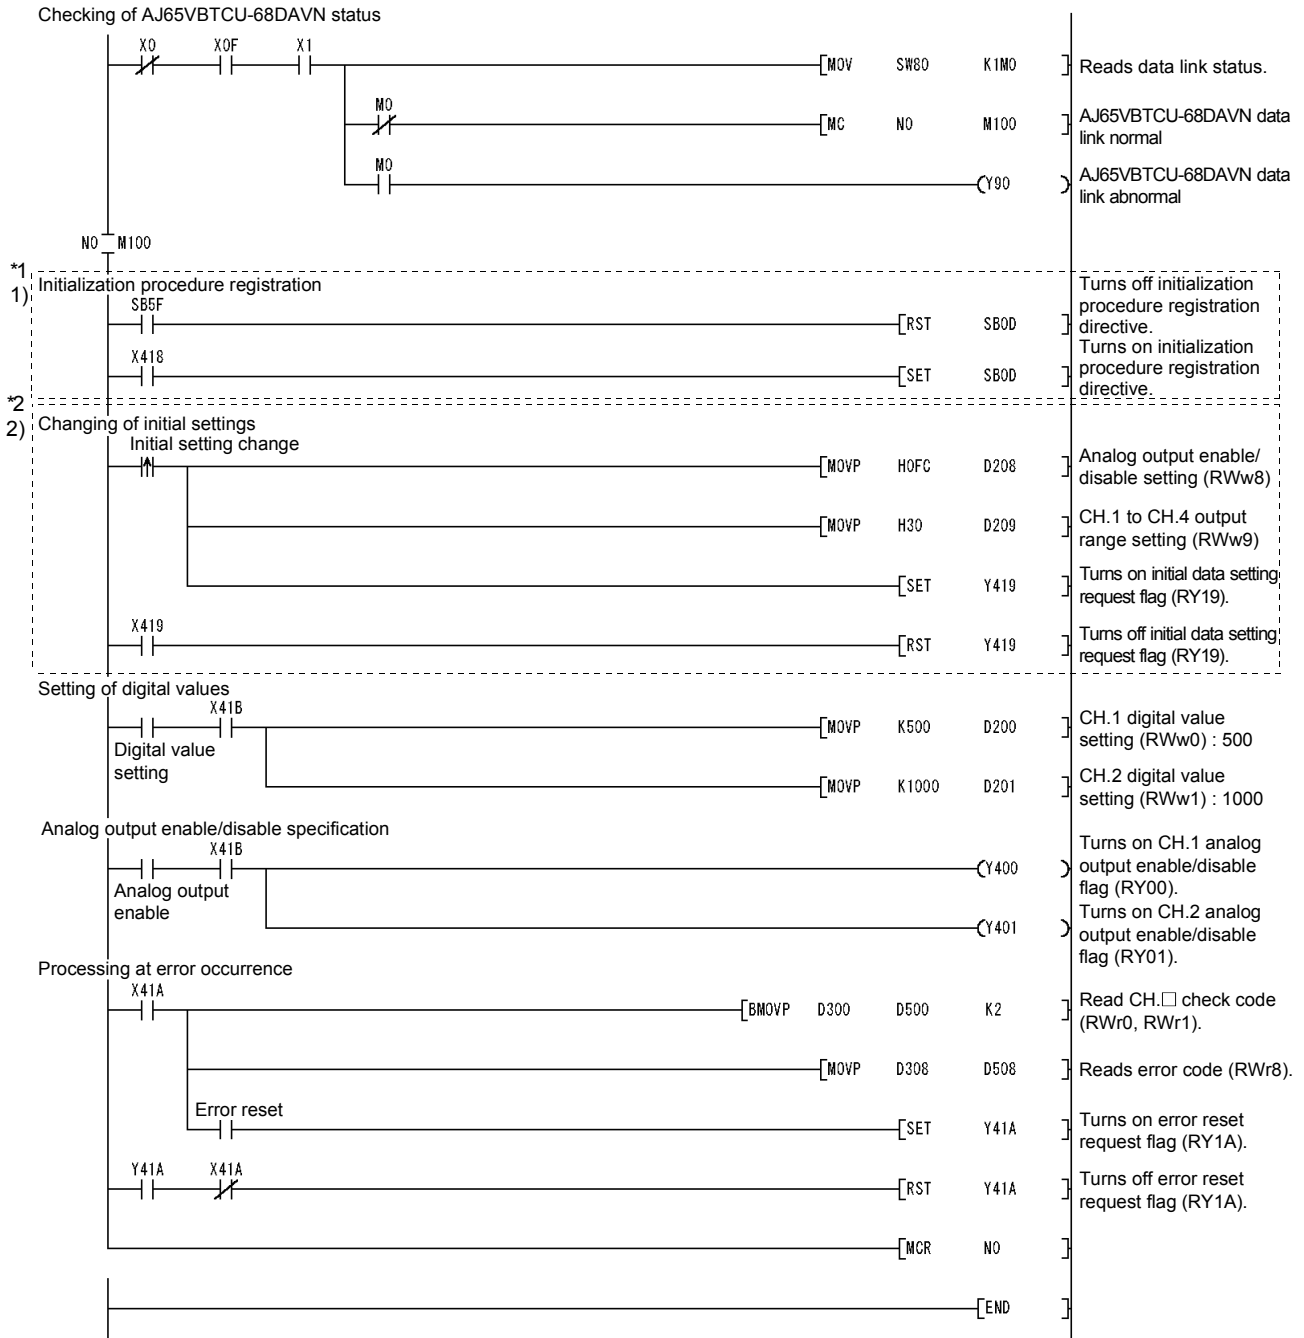 Checking of AJ65VBTCU-68DAVN status
X0 X0F X1
MOV SW80 K1M0 Reads data link status.
M0
MC N0 M100 AJ65VBTCU-68DAVN data
link normal
M0
Y90 AJ65VBTCU-68DAVN data
link abnormal
N0 M100
*1
1) Initialization procedure registration
SB5F
RST SB0D Turns off initialization
procedure registration
directive.
X418
SET SB0D Turns on initialization
procedure registration
directive.
*2
2) Changing of initial settings
Initial setting change
MOVP H0FC D208 Analog output enable/
disable setting (RWw8)
MOVP H30 D209 CH.1 to CH.4 output
range setting (RWw9)
SET Y419 Turns on initial data setting
request flag (RY19).
X419
RST Y419 Turns off initial data setting
request flag (RY19).
Setting of digital values
X41B
Digital value
setting
MOVP K500 D200 CH.1 digital value
setting (RWw0) : 500
MOVP K1000 D201 CH.2 digital value
setting (RWw1) : 1000
Analog output enable/disable specification
X41B
Analog output
enable
Y400 Turns on CH.1 analog
output enable/disable
flag (RY00).
Y401 Turns on CH.2 analog
output enable/disable
flag (RY01).
Processing at error occurrence
X41A
BMOVP D300 D500 K2 Read CH.□ check code
(RWr0, RWr1).
MOVP D308 D508 Reads error code (RWr8).
Error reset
SET Y41A Turns on error reset
request flag (RY1A).
Y41A X41A
RST Y41A Turns off error reset
request flag (RY1A).
MCR N0
END